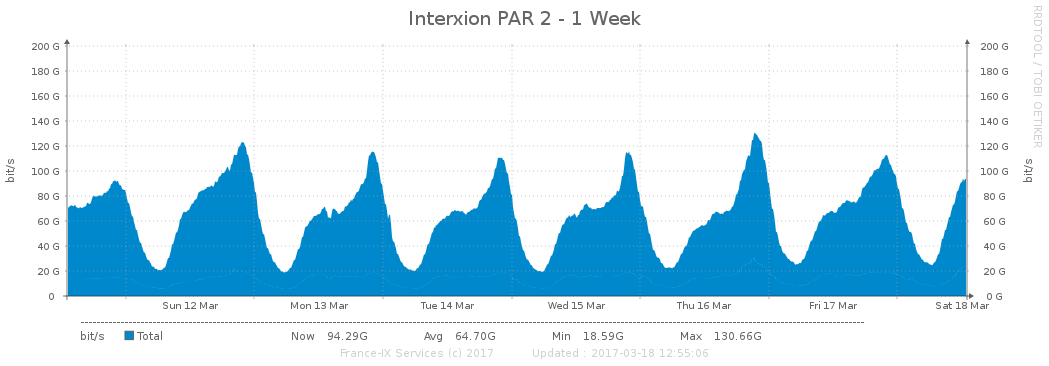 Interxion PAR 2 - 1 Week
RRDTOOL / TOBI OETIKER
200 G 200 G
180 G 180 G
160 G 160 G
140 G 140 G
120 G 120 G
100 G 100 G
80 G 80 G
60 G 60 G
40 G 40 G
20 G 20 G
0 0 G
bit/s
bit/s
Sun 12 Mar Mon 13 Mar Tue 14 Mar Wed 15 Mar Thu 16 Mar Fri 17 Mar Sat 18 Mar
bit/s Total Now 94.29G Avg 64.70G Min 18.59G Max 130.66G
France-IX Services (c) 2017 Updated : 2017-03-18 12:55:06